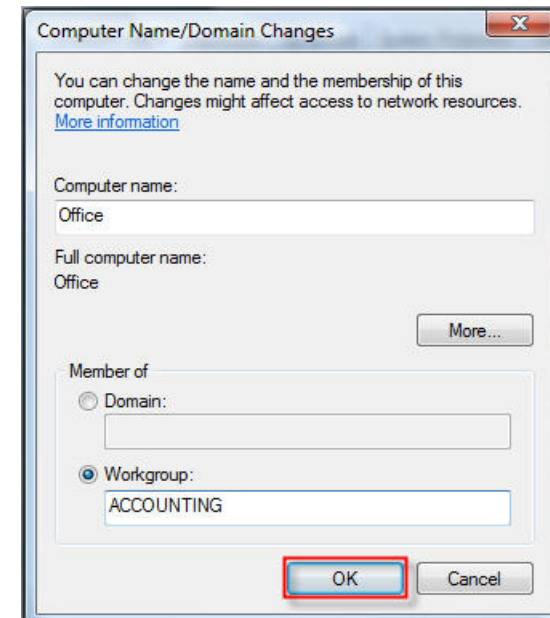 Computer Name/Domain Changes
You can change the name and the membership of this
computer. Changes might affect access to network resources.
More information
Computer name:
Office
Full computer name:
Office
More...
Member of
Domain:
Workgroup:
ACCOUNTING
OK
Cancel